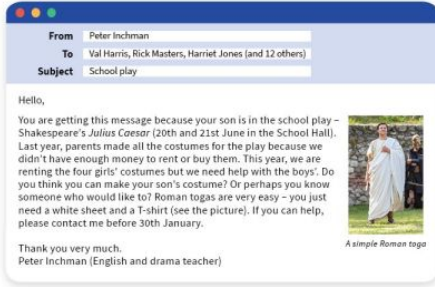 From Peter Inchman
To Val Harris, Rick Masters, Harriet Jones (and 12 others)
Subject School play
Hello,
You are getting this message because your son is in the school play –
Shakespeare's Julius Caesar (20th and 21st June in the School Hall).
Last year, parents made all the costumes for the play because we
didn't have enough money to rent or buy them. This year, we are
renting the four girls' costumes but we need help with the boys'. Do
you think you can make your son's costume? Or perhaps you know
someone who would like to? Roman togas are very easy – you just
need a white sheet and a T-shirt (see the picture). If you can help,
please contact me before 30th January.
A simple Roman toga
Thank you very much.
Peter Inchman (English and drama teacher)